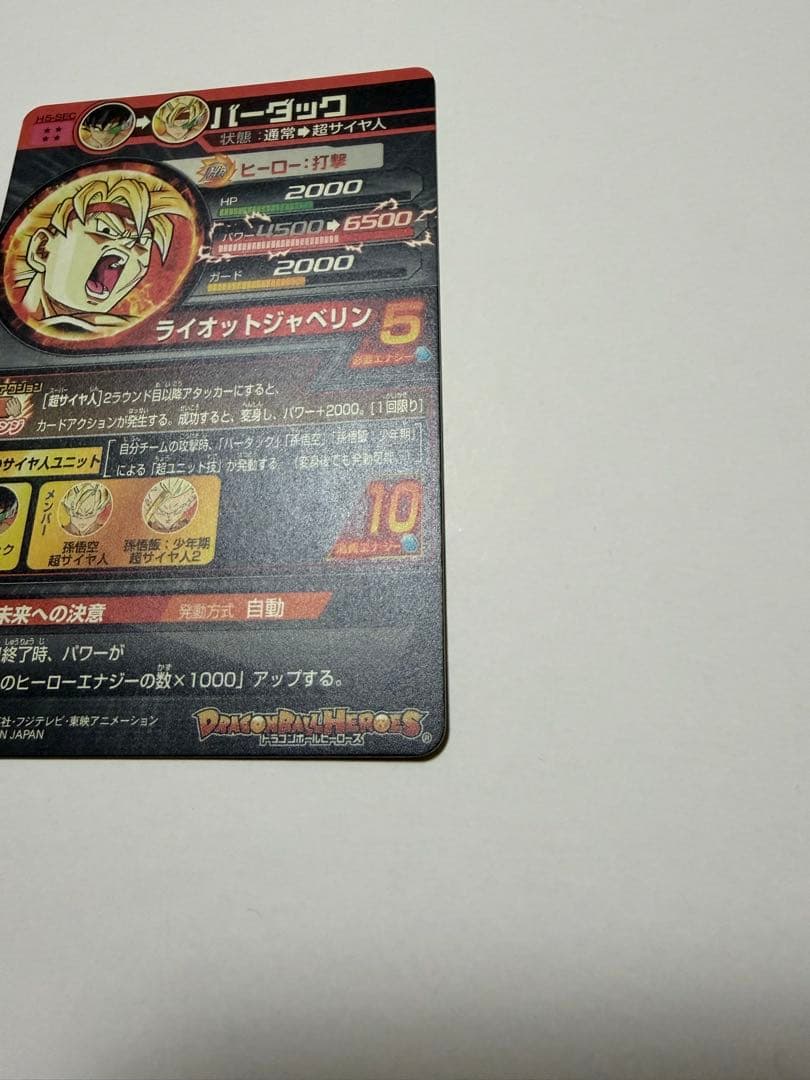 H5-SEC
バーダック
状態：通常➡超サイヤ人
ヒーロー：打撃
HP 2000
パワー 4500➡6500
ガード 2000
ライオットジャベリン 5
必要エナジー
[超サイヤ人]2ラウンド目以降アタッカーにすると、
カードアクションが発生する。成功すると、変身し、パワー+2000。[1回限り]
サイヤ人ユニット
自分チームの攻撃時、「バーダック」「孫悟空」「孫悟飯：少年期」
による「超ユニット技」が発動する。（変身後でも発動可能
メンバー
孫悟空
超サイヤ人
孫悟飯：少年期
超サイヤ人2
10
消費エナジー
未来への決意 発動方式 自動
終了時、パワーが
のヒーローエナジーの数×1000」アップする。
社・フジテレビ・東映アニメーション
N JAPAN
DRAGONBALL HEROES
ドラゴンボールヒーローズ